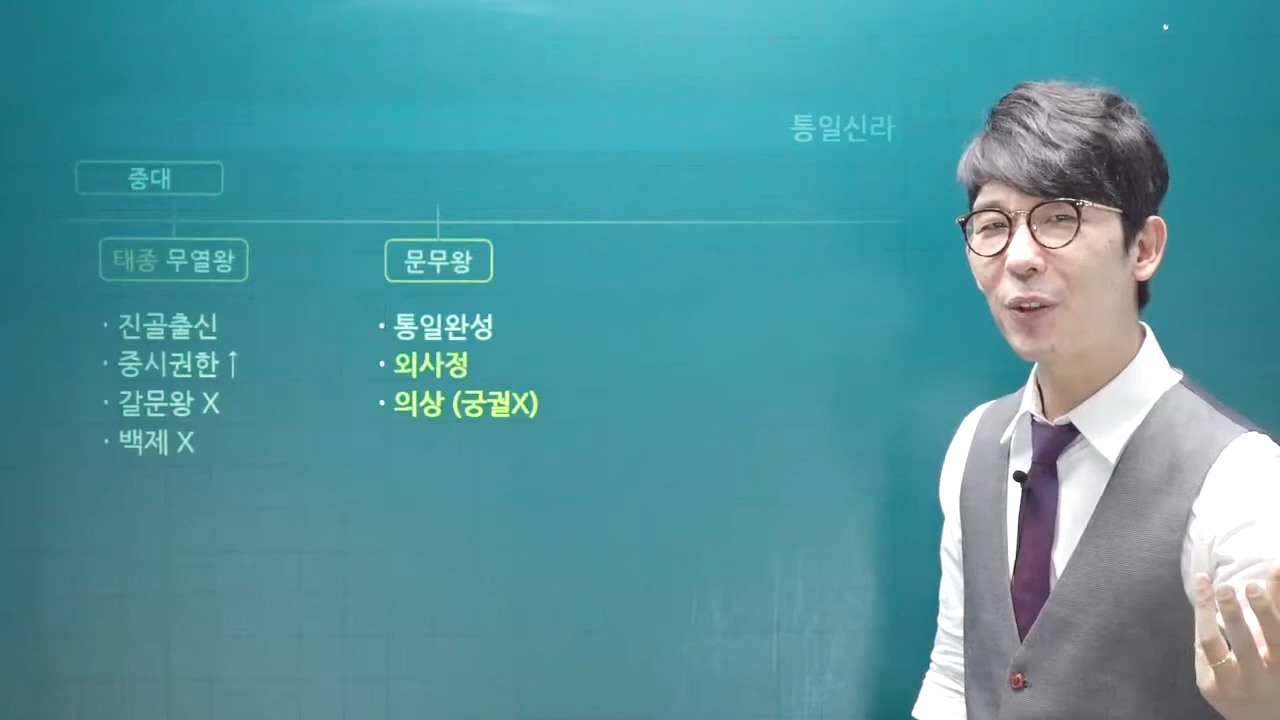 통일신라
중대
태종 무열왕
문무왕
· 진골출신
· 중시권한 ↑
· 갈문왕 X
· 백제 X
· 통일완성
· 외사정
· 의상 (궁궐X)